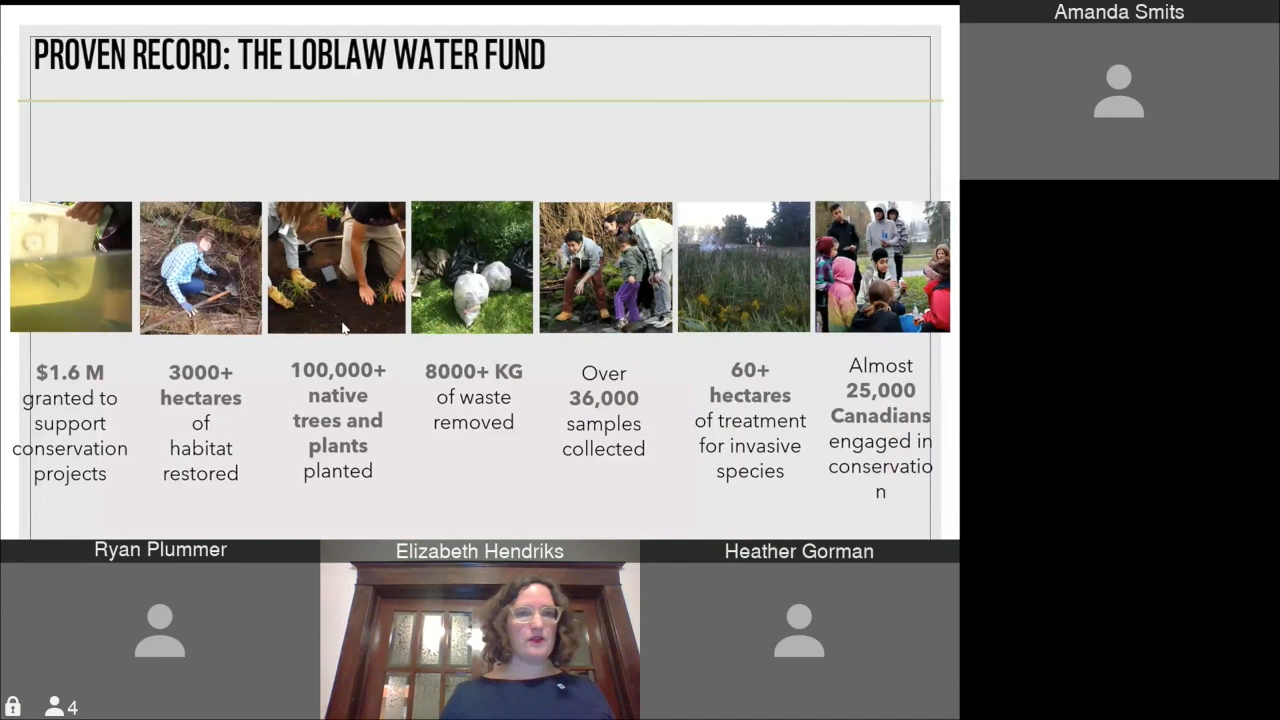 PROVEN RECORD: THE LOBLAW WATER FUND
Amanda Smits
$1.6 M
granted to
support
conservation
projects
3000+
hectares
of
habitat
restored
100,000+
native
trees and
plants
planted
8000+ KG
of waste
removed
Over
36,000
samples
collected
60+
hectares
of treatment
for invasive
species
Almost
25,000
Canadians
engaged in
conservatio
n
Ryan Plummer
Elizabeth Hendriks
Heather Gorman
4